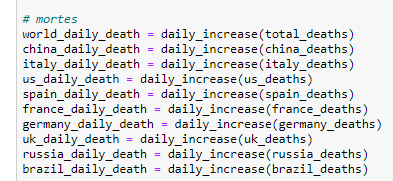 # mortes
world_daily_death = daily_increase(total_deaths)
china_daily_death = daily_increase(china_deaths)
italy_daily_death = daily_increase(italy_deaths)
us_daily_death = daily_increase(us_deaths)
spain_daily_death = daily_increase(spain_deaths)
france_daily_death = daily_increase(france_deaths)
germany_daily_death = daily_increase(germany_deaths)
uk_daily_death = daily_increase(uk_deaths)
russia_daily_death = daily_increase(russia_deaths)
brazil_daily_death = daily_increase(brazil_deaths)